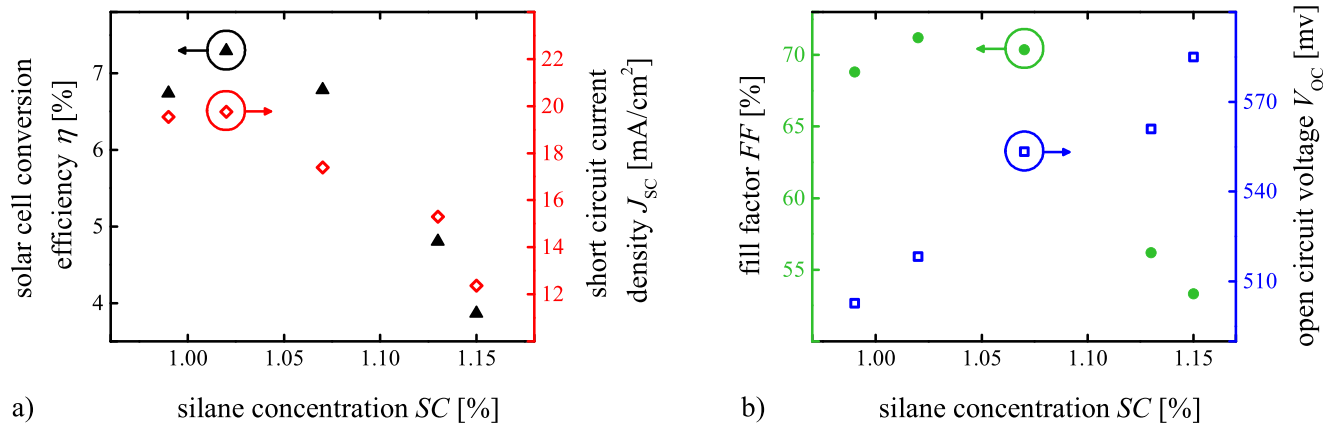 solar cell conversion
efficiency η [%]
7
6
5
4
22
20
18
16
14
12
short circuit current
density JSC [mA/cm²]
1.00
1.05
1.10
1.15
a)
silane concentration SC [%]
fill factor FF [%]
70
65
60
55
570
540
510
open circuit voltage VOC [mv]
1.00
1.05
1.10
1.15
b)
silane concentration SC [%]